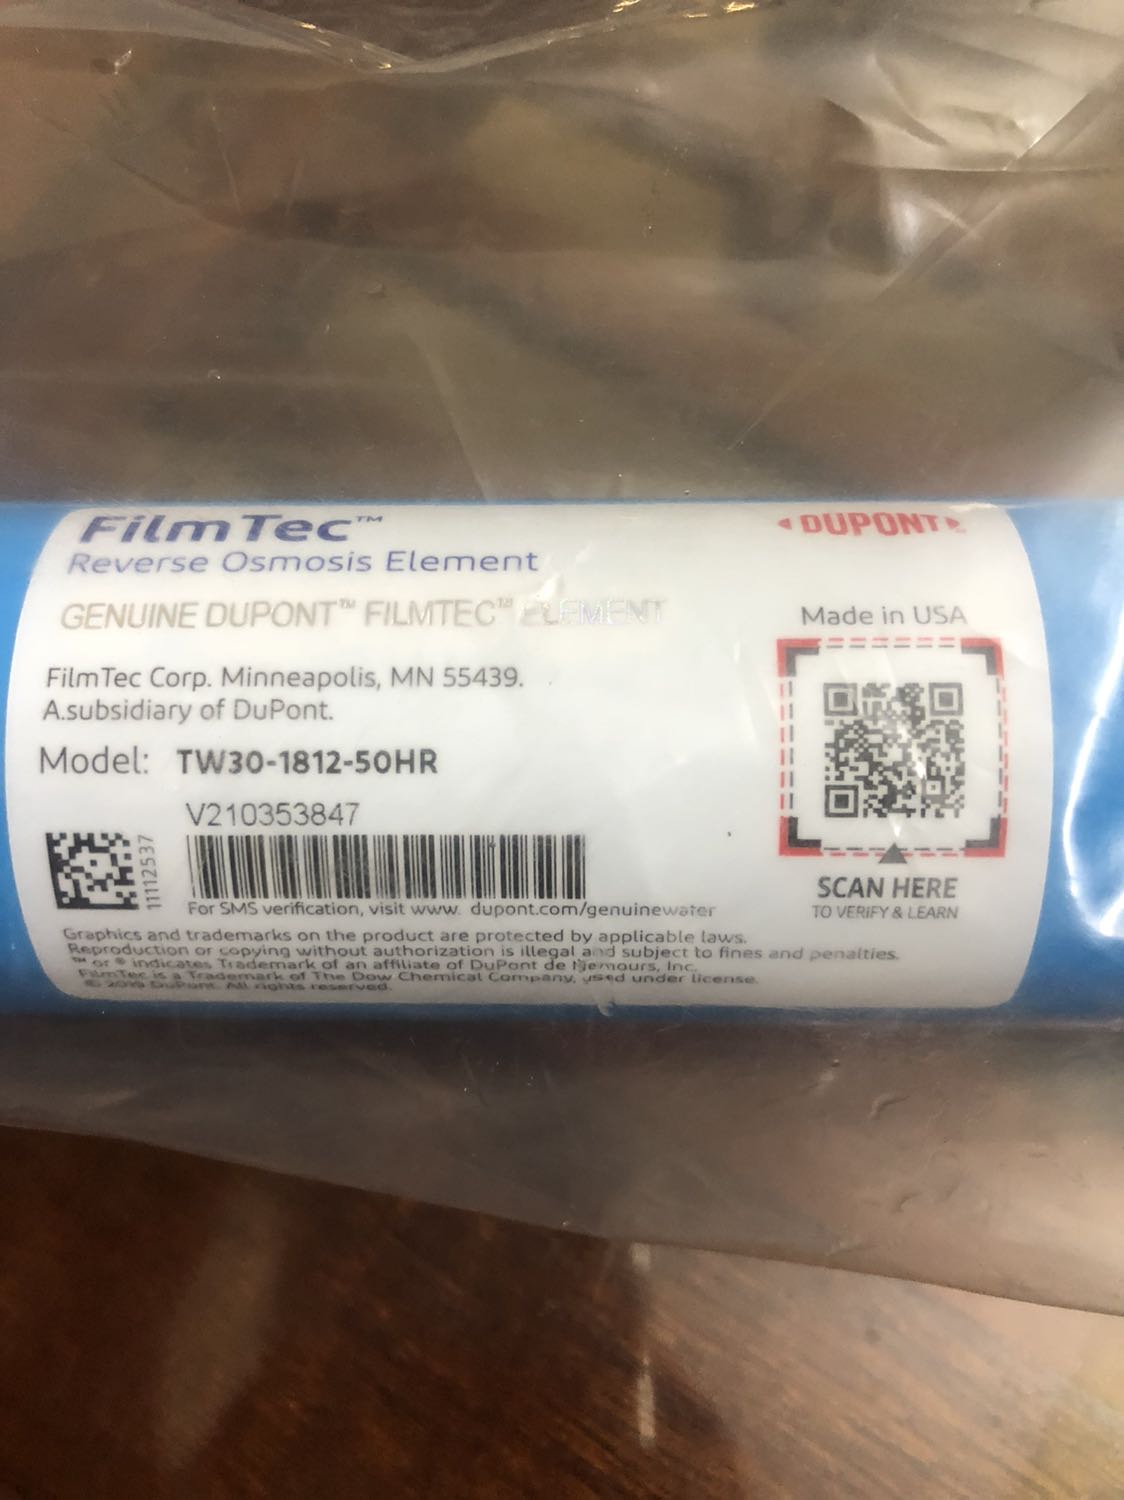 FilmTec™
Reverse Osmosis Element
GENUINE DUPONT™ FILMTEC™ ELEMENT
FilmTec Corp. Minneapolis, MN 55439.
A.subsidiary of DuPont.
Model: TW30-1812-50HR
V210353847
11112537
For SMS verification, visit www. dupont.com/genuinewater
Graphics and trademarks on the product are protected by applicable laws.
Reproduction or copying without authorization is illegal and subject to fines and penalties.
™ or ® indicates Trademark of an affiliate of DuPont de Nemours, Inc.
FilmTec is a Trademark of The Dow Chemical Company, used under license.
© 2019 DuPont. All rights reserved.
DUPONT
Made in USA
SCAN HERE
TO VERIFY & LEARN